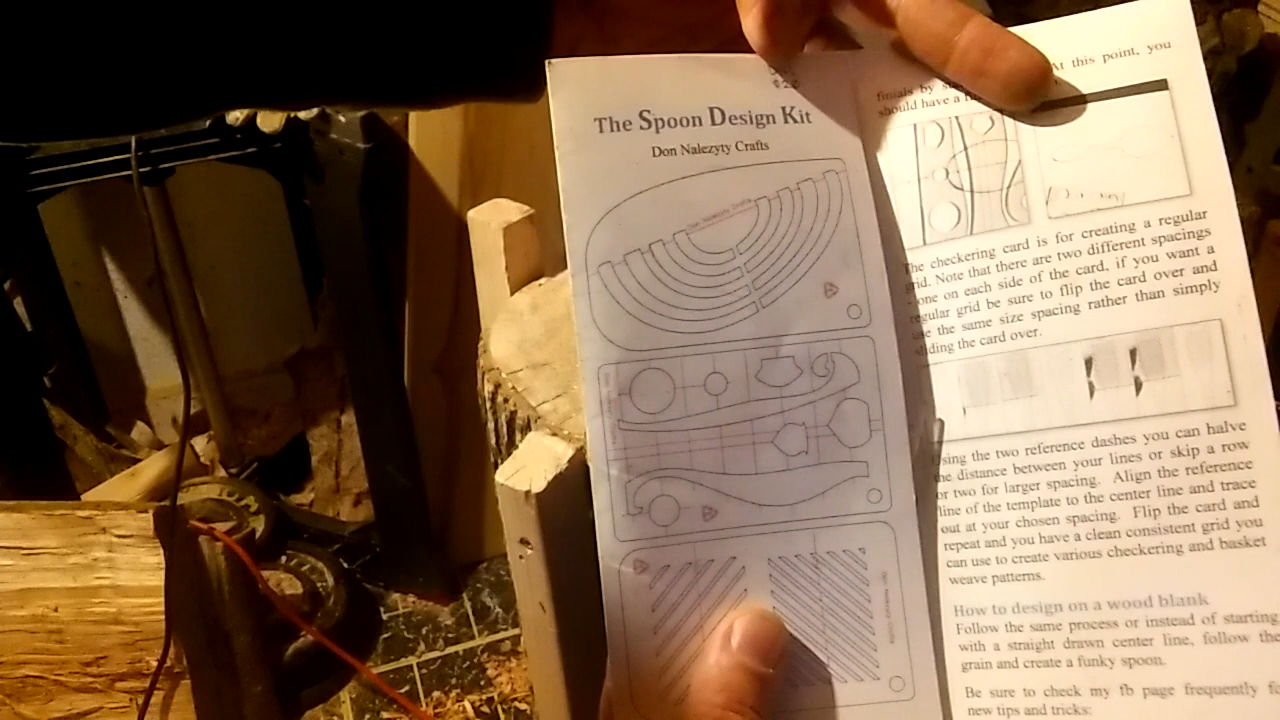 The Spoon Design Kit
Don Nalezyty Crafts
Don Nalezyty Crafts
At this point, you
finials by
should have a
The checkering card is for creating a regular
grid. Note that there are two different spacings
- one on each side of the card, if you want a
regular grid be sure to flip the card over and
use the same size spacing rather than simply
sliding the card over.
Using the two reference dashes you can halve
the distance between your lines or skip a row
or two for larger spacing. Align the reference
line of the template to the center line and trace
out at your chosen spacing. Flip the card and
repeat and you have a clean consistent grid you
can use to create various checkering and basket
weave patterns.
How to design on a wood blank
Follow the same process or instead of starting
with a straight drawn center line, follow the
grain and create a funky spoon.
Be sure to check my fb page frequently
new tips and tricks: